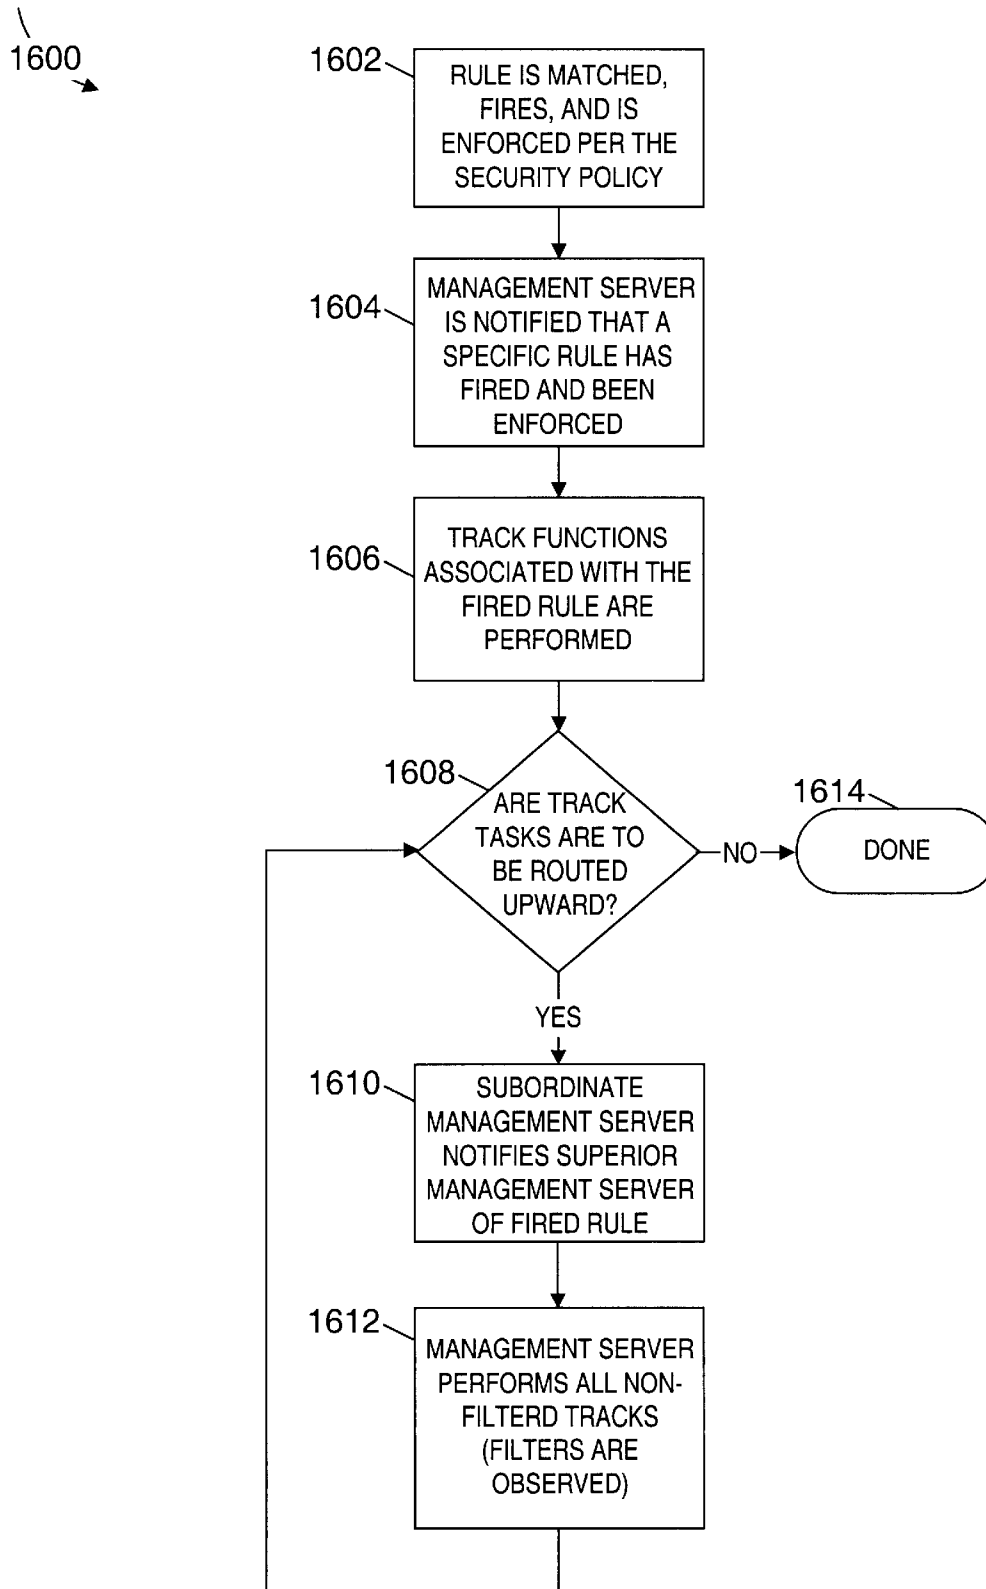 1600
1602
RULE IS MATCHED,
FIRES, AND IS
ENFORCED PER THE
SECURITY POLICY
1604
MANAGEMENT SERVER
IS NOTIFIED THAT A
SPECIFIC RULE HAS
FIRED AND BEEN
ENFORCED
1606
TRACK FUNCTIONS
ASSOCIATED WITH THE
FIRED RULE ARE
PERFORMED
1608
ARE TRACK
TASKS ARE TO
BE ROUTED
UPWARD?
NO
1614
DONE
YES
1610
SUBORDINATE
MANAGEMENT SERVER
NOTIFIES SUPERIOR
MANAGEMENT SERVER
OF FIRED RULE
1612
MANAGEMENT SERVER
PERFORMS ALL NON-
FILTERD TRACKS
(FILTERS ARE
OBSERVED)